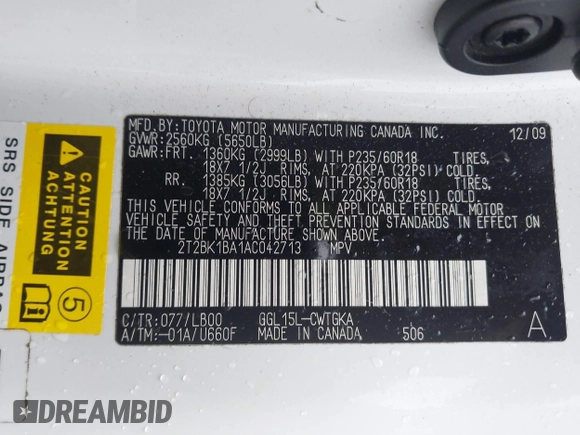 MFD.BY:TOYOTA MOTOR MANUFACTURING CANADA INC. 12/09
GVWR:2560KG (5650LB)
GAWR:FRT. 1360KG (2999LB) WITH P235/60R18 TIRES,
18X7 1/2J RIMS, AT 220KPA (32PSI) COLD.
RR. 1385KG (3056LB) WITH P235/60R18 TIRES,
18X7 1/2J RIMS, AT 220KPA (32PSI) COLD.
THIS VEHICLE CONFORMS TO ALL APPLICABLE FEDERAL MOTOR
VEHICLE SAFETY AND THEFT PREVENTION STANDARDS IN EFFECT ON
THE DATE OF MANUFACTURE SHOWN ABOVE.
2T2BK1BA1AC042713 MPV
C/TR:077/LB00 GGL15L-CWTGKA
A/TM:-01A/U660F MADE IN CANADA 506 A
SRS SIDE AIRBAG
CAUTION
ATTENTION
ACHTUNG
5
DREAMBID